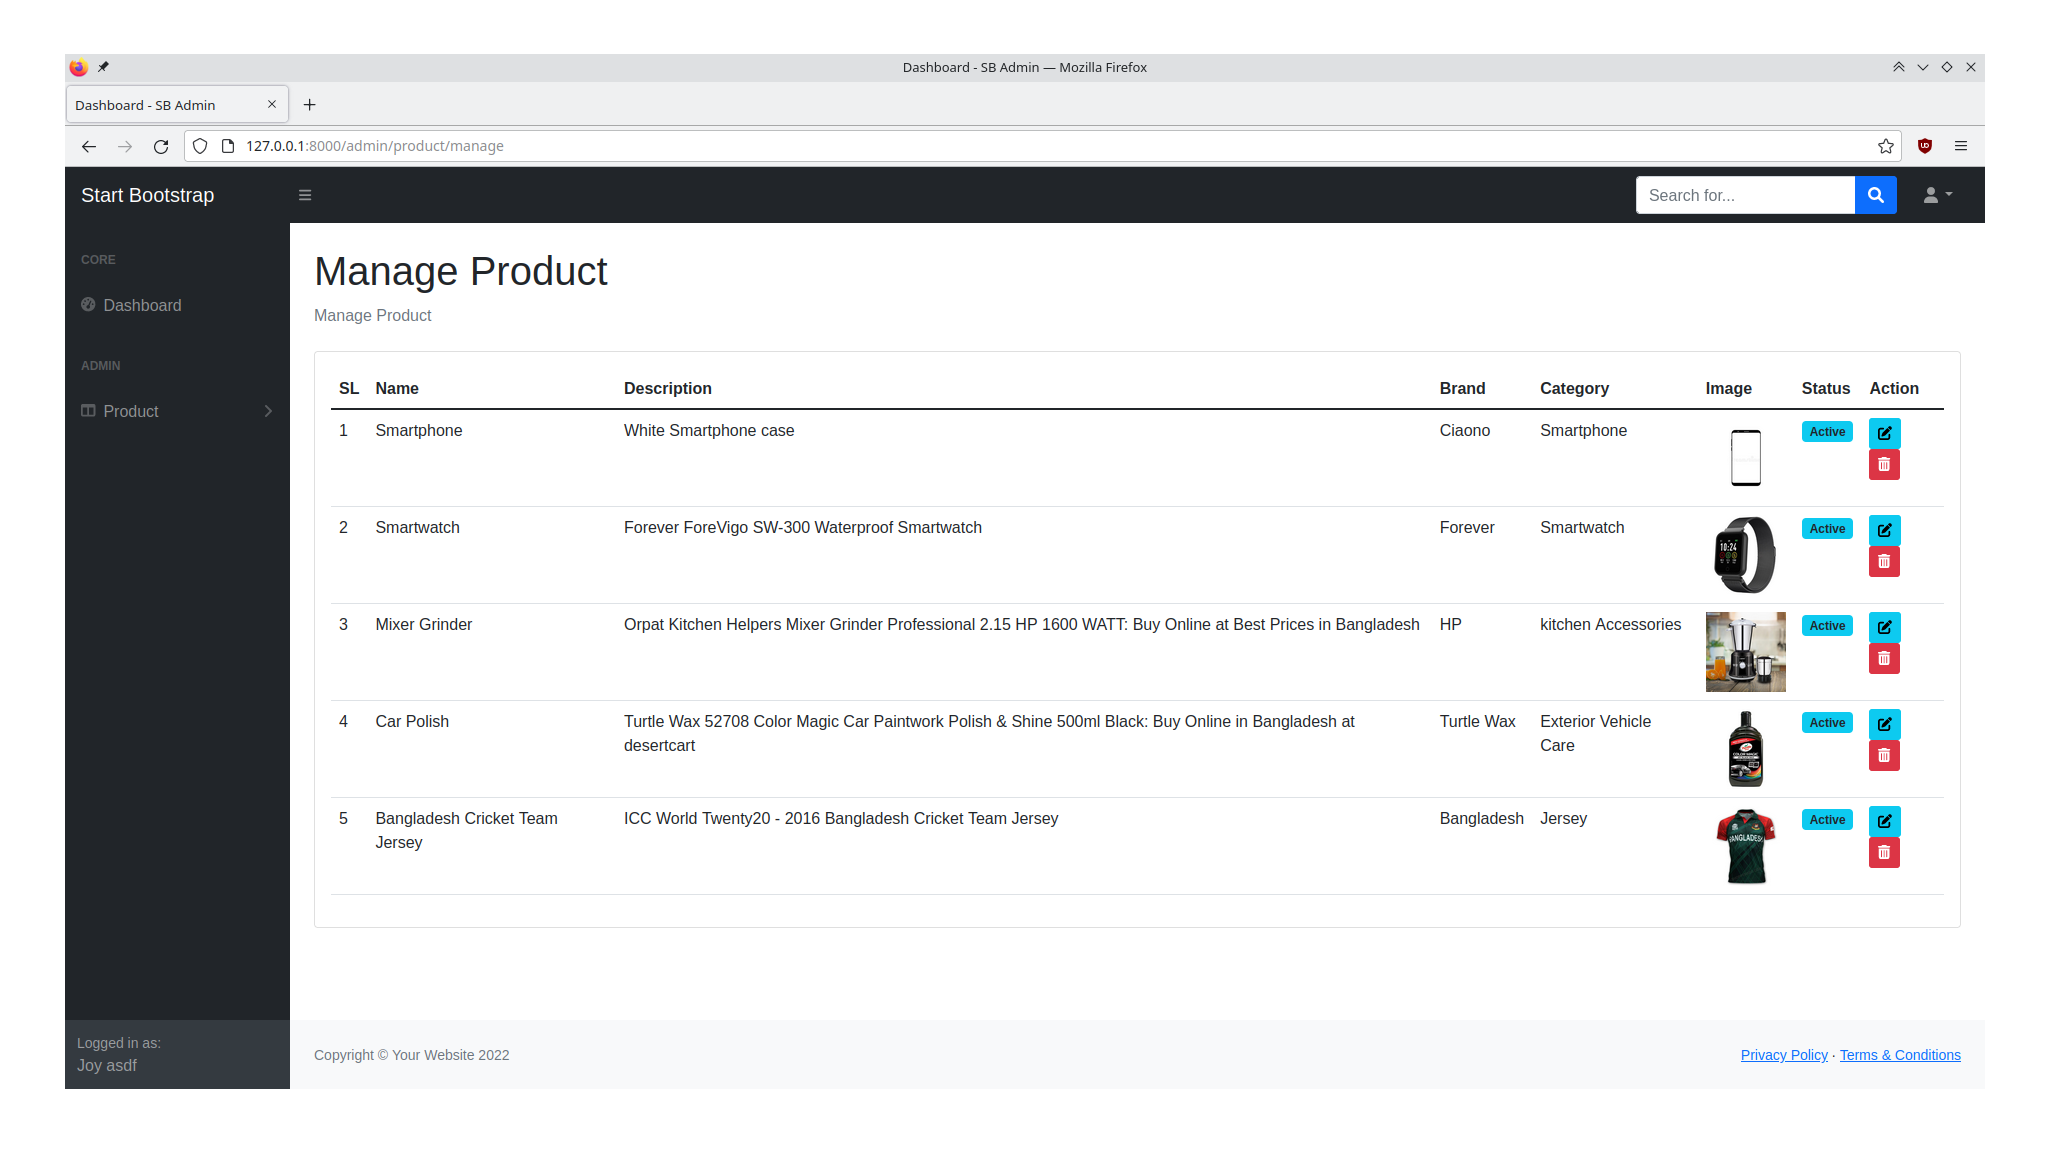 Dashboard - SB Admin — Mozilla Firefox
Dashboard - SB Admin
127.0.0.1:8000/admin/product/manage
Start Bootstrap
Search for...
CORE
Dashboard
ADMIN
Product
Manage Product
Manage Product
SL Name Description Brand Category Image Status Action
1 Smartphone White Smartphone case Ciaono Smartphone Active
2 Smartwatch Forever ForeVigo SW-300 Waterproof Smartwatch Forever Smartwatch 10:24 Active
3 Mixer Grinder Orpat Kitchen Helpers Mixer Grinder Professional 2.15 HP 1600 WATT: Buy Online at Best Prices in Bangladesh HP kitchen Accessories Active
4 Car Polish Turtle Wax 52708 Color Magic Car Paintwork Polish & Shine 500ml Black: Buy Online in Bangladesh at Turtle Wax Exterior Vehicle Active
desertcart Care
COLOR MAGIC
5 Bangladesh Cricket Team ICC World Twenty20 - 2016 Bangladesh Cricket Team Jersey Bangladesh Jersey Active
Jersey BANGLADESH
Logged in as:
Joy asdf
Copyright © Your Website 2022
Privacy Policy · Terms & Conditions